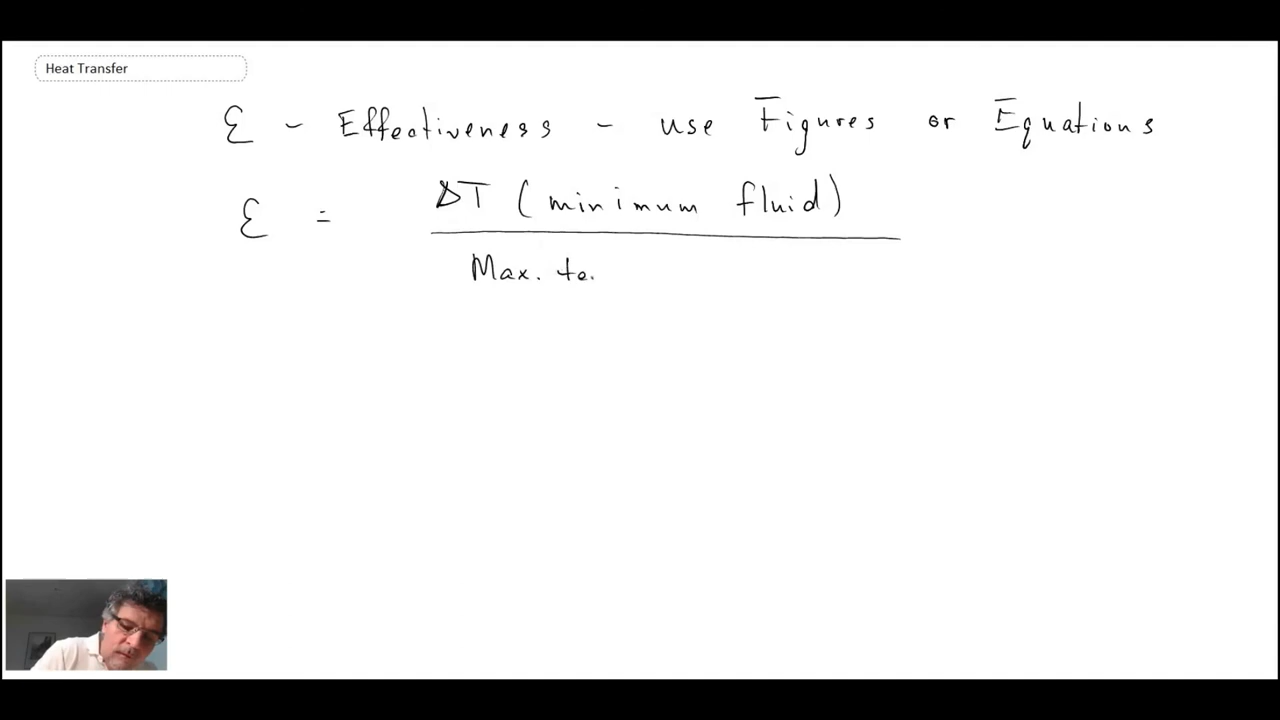 Heat Transfer
ε - Effectiveness - use Figures or Equations
ε = ΔT (minimum fluid)
Max. te.